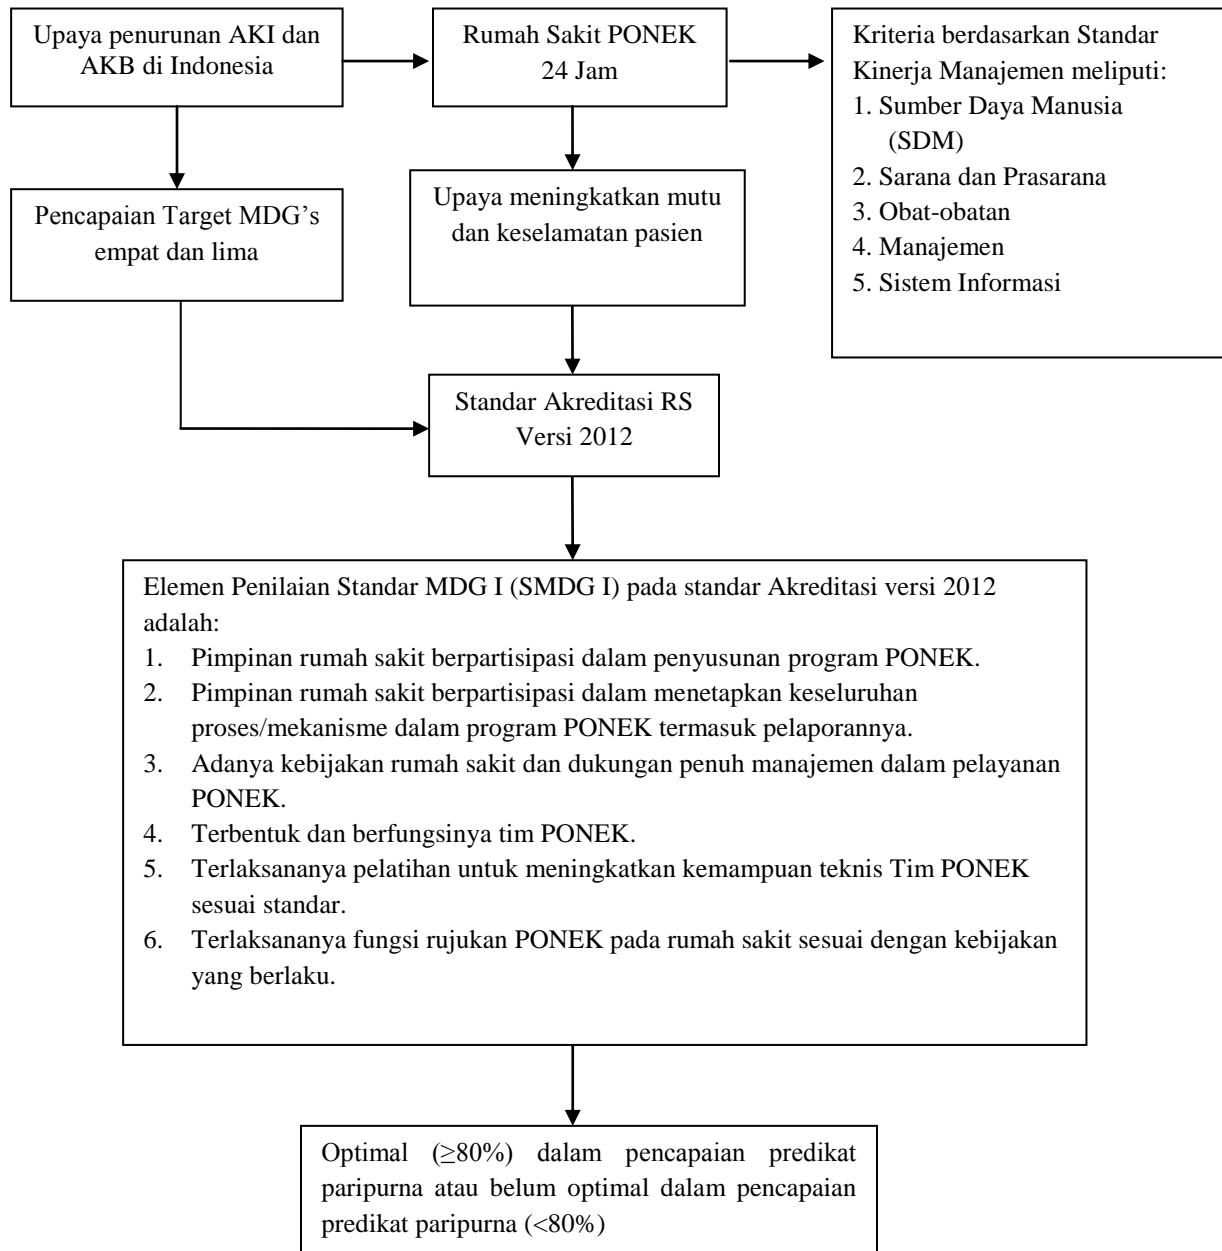 Upaya penurunan AKI dan
AKB di Indonesia
Rumah Sakit PONEK
24 Jam
Kriteria berdasarkan Standar
Kinerja Manajemen meliputi:
1. Sumber Daya Manusia
(SDM)
2. Sarana dan Prasarana
3. Obat-obatan
4. Manajemen
5. Sistem Informasi
Pencapaian Target MDG’s
empat dan lima
Upaya meningkatkan mutu
dan keselamatan pasien
Standar Akreditasi RS
Versi 2012
Elemen Penilaian Standar MDG I (SMDG I) pada standar Akreditasi versi 2012
adalah:
1. Pimpinan rumah sakit berpartisipasi dalam penyusunan program PONEK.
2. Pimpinan rumah sakit berpartisipasi dalam menetapkan keseluruhan
proses/mekanisme dalam program PONEK termasuk pelaporannya.
3. Adanya kebijakan rumah sakit dan dukungan penuh manajemen dalam pelayanan
PONEK.
4. Terbentuk dan berfungsinya tim PONEK.
5. Terlaksananya pelatihan untuk meningkatkan kemampuan teknis Tim PONEK
sesuai standar.
6. Terlaksananya fungsi rujukan PONEK pada rumah sakit sesuai dengan kebijakan
yang berlaku.
Optimal (≥80%) dalam pencapaian predikat
paripurna atau belum optimal dalam pencapaian
predikat paripurna (<80%)